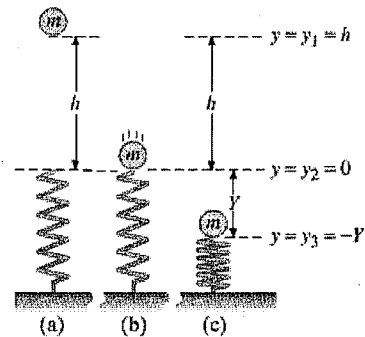 m
y = y₁ = h
h
h
m
y = y₂ = 0
Y
m
y = y₃ = −Y
(a) (b) (c)